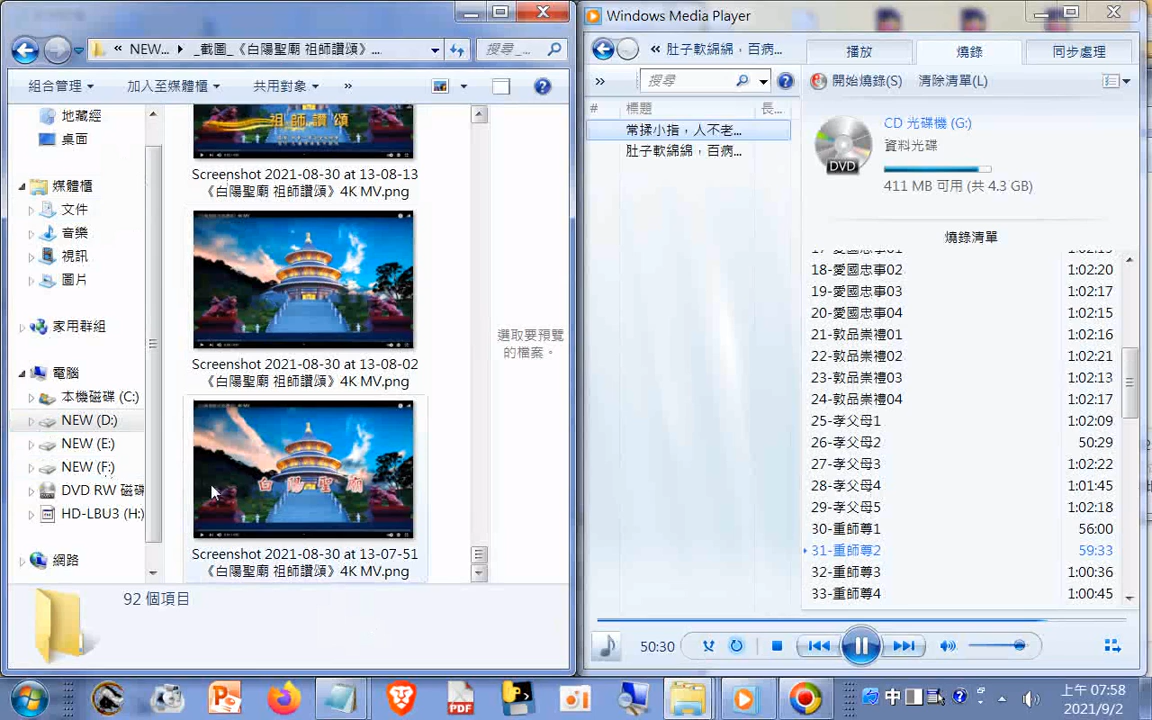 « NEW... ▸ _截圖_《白陽聖廟 祖師讚頌》...
搜尋...
組合管理 加入至媒體櫃 共用對象 »
地藏經
桌面
媒體櫃
文件
音樂
視訊
圖片
家用群組
電腦
本機磁碟 (C:)
NEW (D:)
NEW (E:)
NEW (F:)
DVD RW 磁碟
HD-LBU3 (H:)
網路
祖師讚頌
Screenshot 2021-08-30 at 13-08-13
《白陽聖廟 祖師讚頌》4K MV.png
Screenshot 2021-08-30 at 13-08-02
《白陽聖廟 祖師讚頌》4K MV.png
白陽聖廟
Screenshot 2021-08-30 at 13-07-51
《白陽聖廟 祖師讚頌》4K MV.png
選取要預覽
的檔案。
92 個項目
Windows Media Player
« 肚子軟綿綿，百病...
播放 燒錄 同步處理
» 搜尋 開始燒錄(S) 清除清單(L)
# 標題 長...
常揉小指，人不老...
肚子軟綿綿，百病...
DVD
CD 光碟機 (G:)
資料光碟
411 MB 可用 (共 4.3 GB)
燒錄清單
18-愛國忠事02 1:02:20
19-愛國忠事03 1:02:17
20-愛國忠事04 1:02:15
21-敦品崇禮01 1:02:16
22-敦品崇禮02 1:02:21
23-敦品崇禮03 1:02:13
24-敦品崇禮04 1:02:17
25-孝父母1 1:02:09
26-孝父母2 50:29
27-孝父母3 1:02:22
28-孝父母4 1:01:45
29-孝父母5 1:02:18
30-重師尊1 56:00
31-重師尊2 59:33
32-重師尊3 1:00:36
33-重師尊4 1:00:45
50:30
PDF
中
上午 07:58
2021/9/2